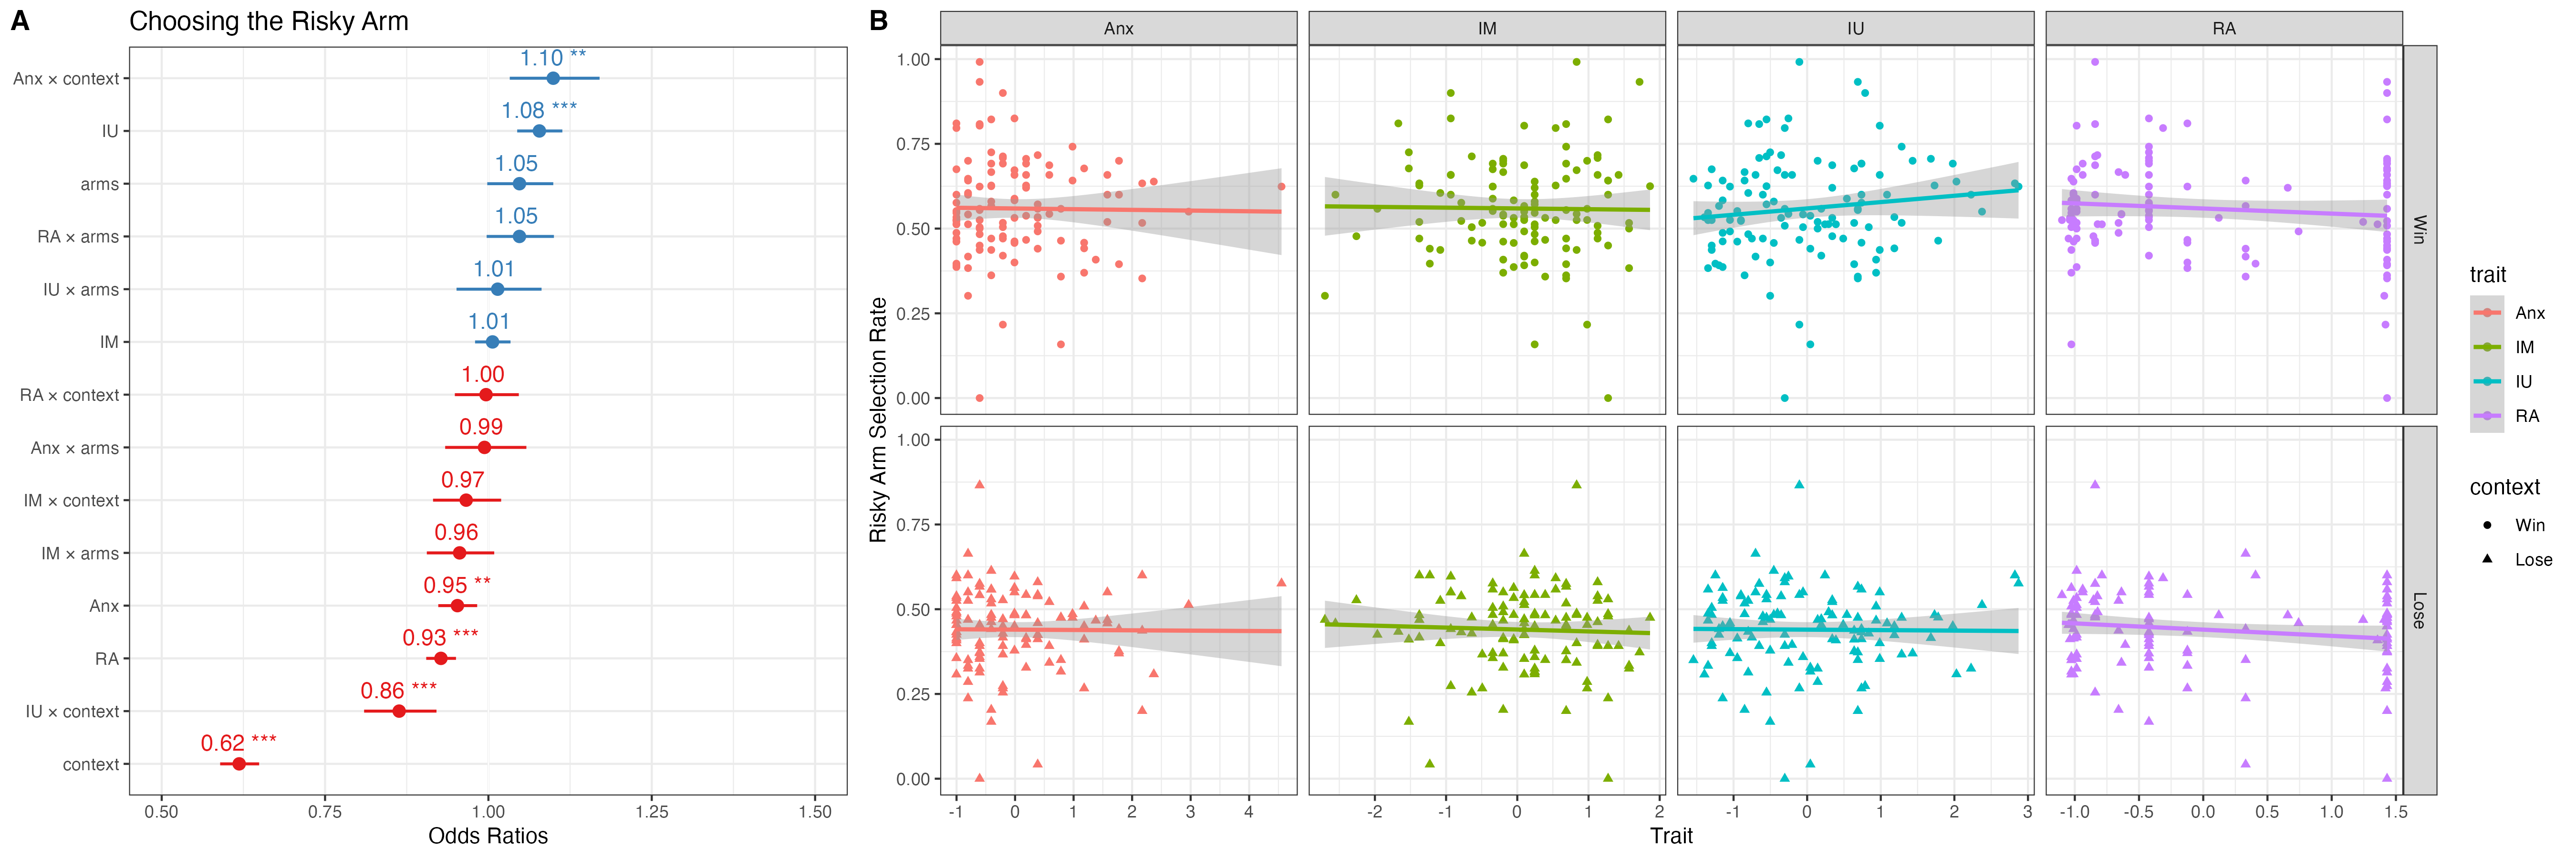 A
Choosing the Risky Arm
Anx × context
IU
arms
RA × arms
IU × arms
IM
RA × context
Anx × arms
IM × context
IM × arms
Anx
RA
IU × context
context
1.10 **
1.08 ***
1.05
1.05
1.01
1.01
1.00
0.99
0.97
0.96
0.95 **
0.93 ***
0.86 ***
0.62 ***
0.50 0.75 1.00 1.25 1.50
Odds Ratios
B
Anx IM IU RA
Risky Arm Selection Rate
1.00
0.75
0.50
0.25
0.00
Win
1.00
0.75
0.50
0.25
0.00
Lose
-1 0 1 2 3 4
-2 -1 0 1 2
-1 0 1 2 3
-1.0 -0.5 0.0 0.5 1.0 1.5
Trait
trait
Anx
IM
IU
RA
context
Win
Lose